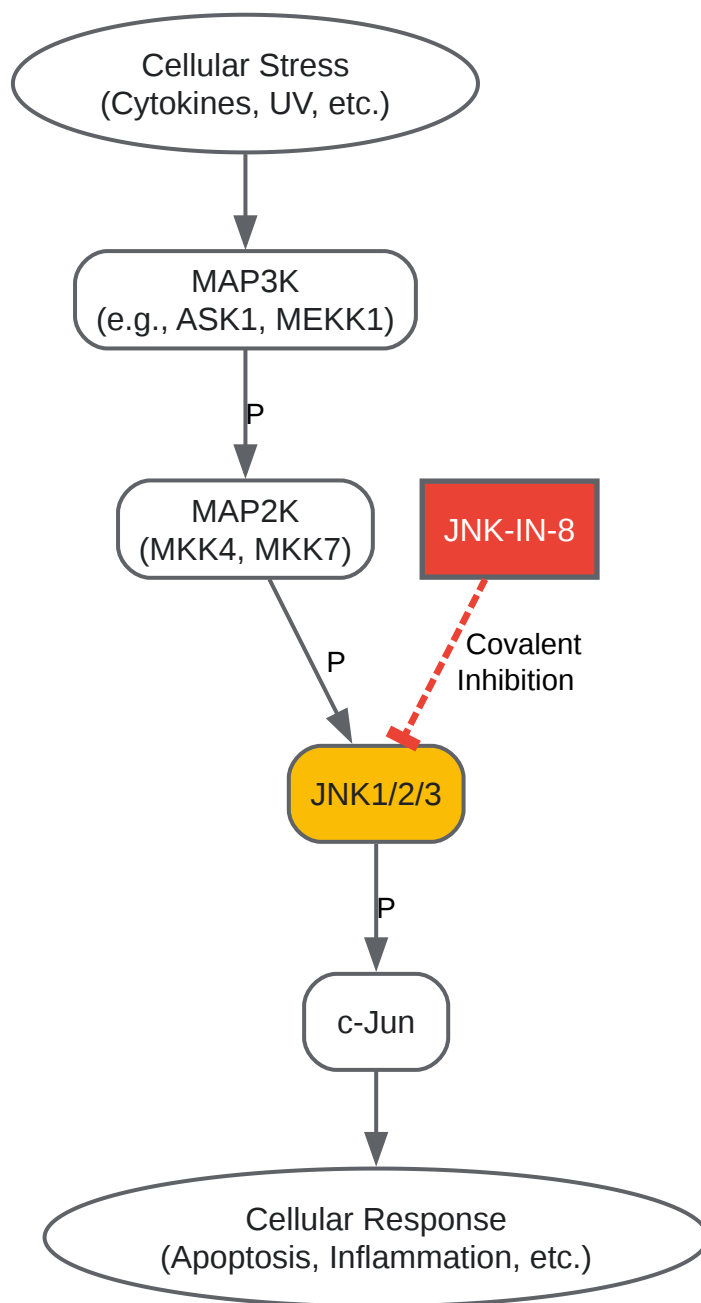 Cellular Stress
(Cytokines, UV, etc.)
MAP3K
(e.g., ASK1, MEKK1)
P
MAP2K
(MKK4, MKK7)
JNK-IN-8
P
Covalent
Inhibition
JNK1/2/3
P
c-Jun
Cellular Response
(Apoptosis, Inflammation, etc.)